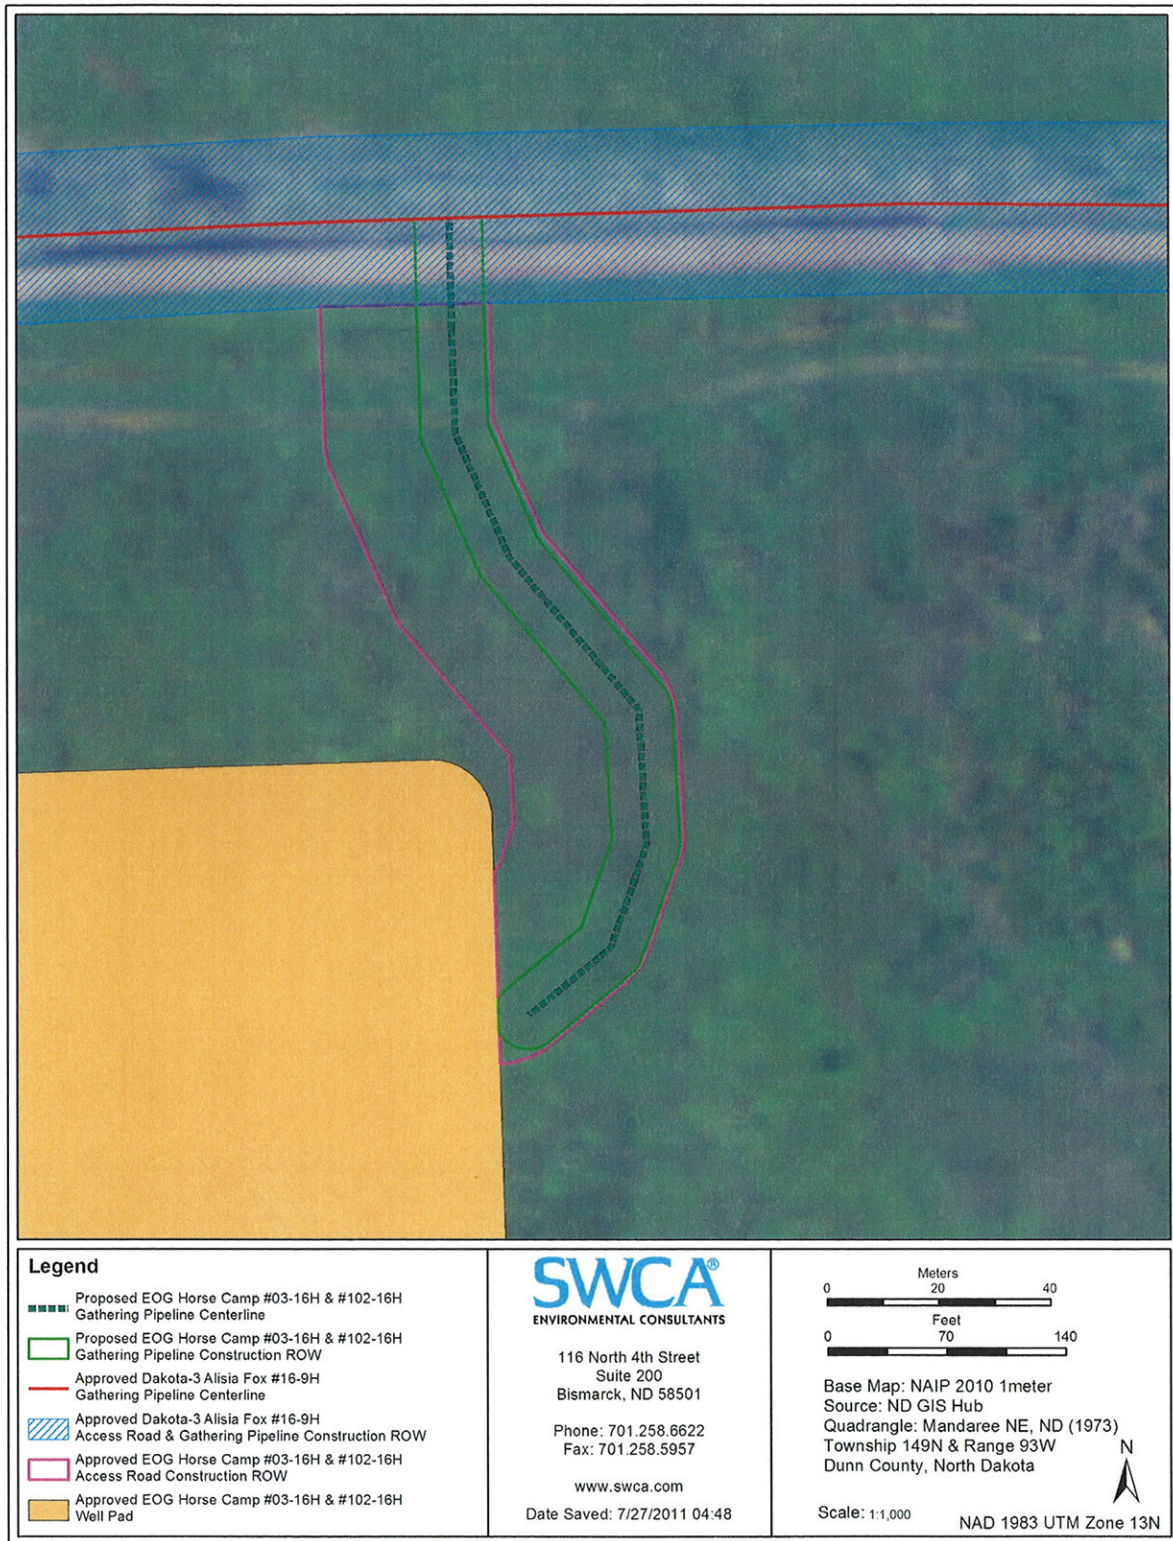 Legend
Proposed EOG Horse Camp #03-16H & #102-16H
Gathering Pipeline Centerline
Proposed EOG Horse Camp #03-16H & #102-16H
Gathering Pipeline Construction ROW
Approved Dakota-3 Alisia Fox #16-9H
Gathering Pipeline Centerline
Approved Dakota-3 Alisia Fox #16-9H
Access Road & Gathering Pipeline Construction ROW
Approved EOG Horse Camp #03-16H & #102-16H
Access Road Construction ROW
Approved EOG Horse Camp #03-16H & #102-16H
Well Pad
SWCA®
ENVIRONMENTAL CONSULTANTS
116 North 4th Street
Suite 200
Bismarck, ND 58501
Phone: 701.258.6622
Fax: 701.258.5957
www.swca.com
Date Saved: 7/27/2011 04:48
Meters
0 20 40
Feet
0 70 140
Base Map: NAIP 2010 1meter
Source: ND GIS Hub
Quadrangle: Mandaree NE, ND (1973)
Township 149N & Range 93W
Dunn County, North Dakota
N
Scale: 1:1,000
NAD 1983 UTM Zone 13N